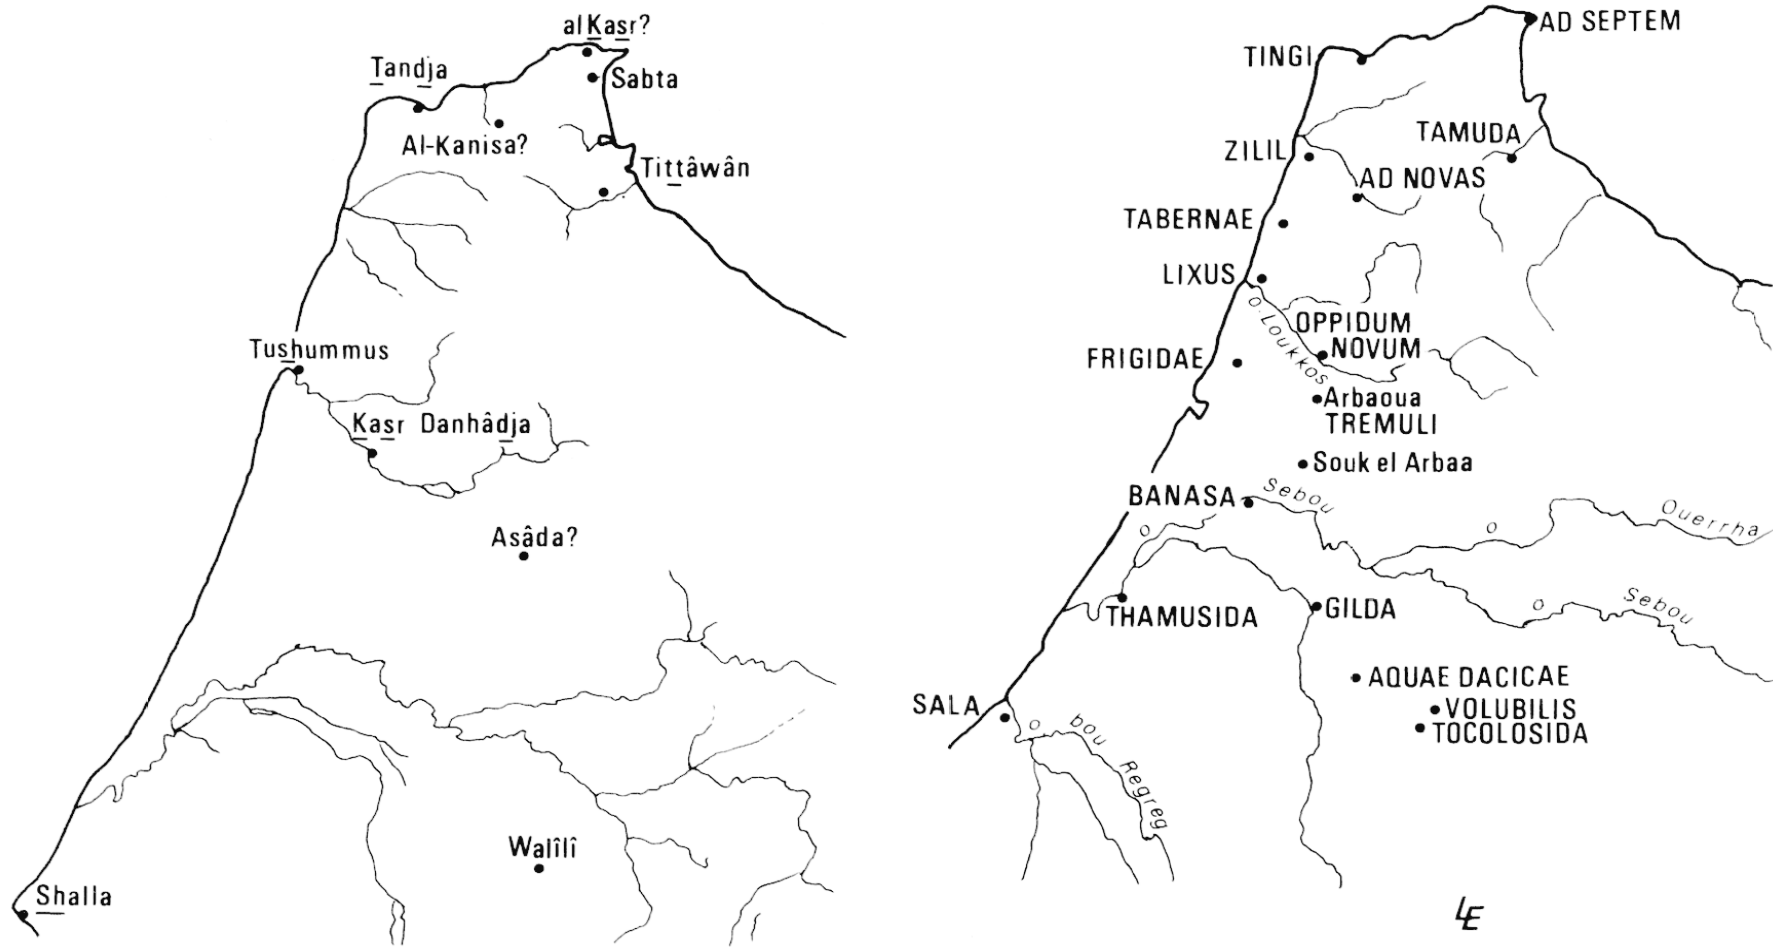 al Kasr?
Tandja
Sabta
Al-Kanisa?
Tittâwân
Tushummus
Kasr Danhâdja
Asâda?
Walîlî
Shalla
AD SEPTEM
TINGI
TAMUDA
ZILIL
AD NOVAS
TABERNAE
LIXUS
O. Loukkos
OPPIDUM
NOVUM
FRIGIDAE
Arbaoua
TREMULI
Souk el Arbaa
BANASA
Sebou
O
O
Ouerrha
THAMUSIDA
GILDA
O
Sebou
AQUAE DACICAE
VOLUBILIS
TOCOLOSIDA
SALA
O
bou
Regreg
LE